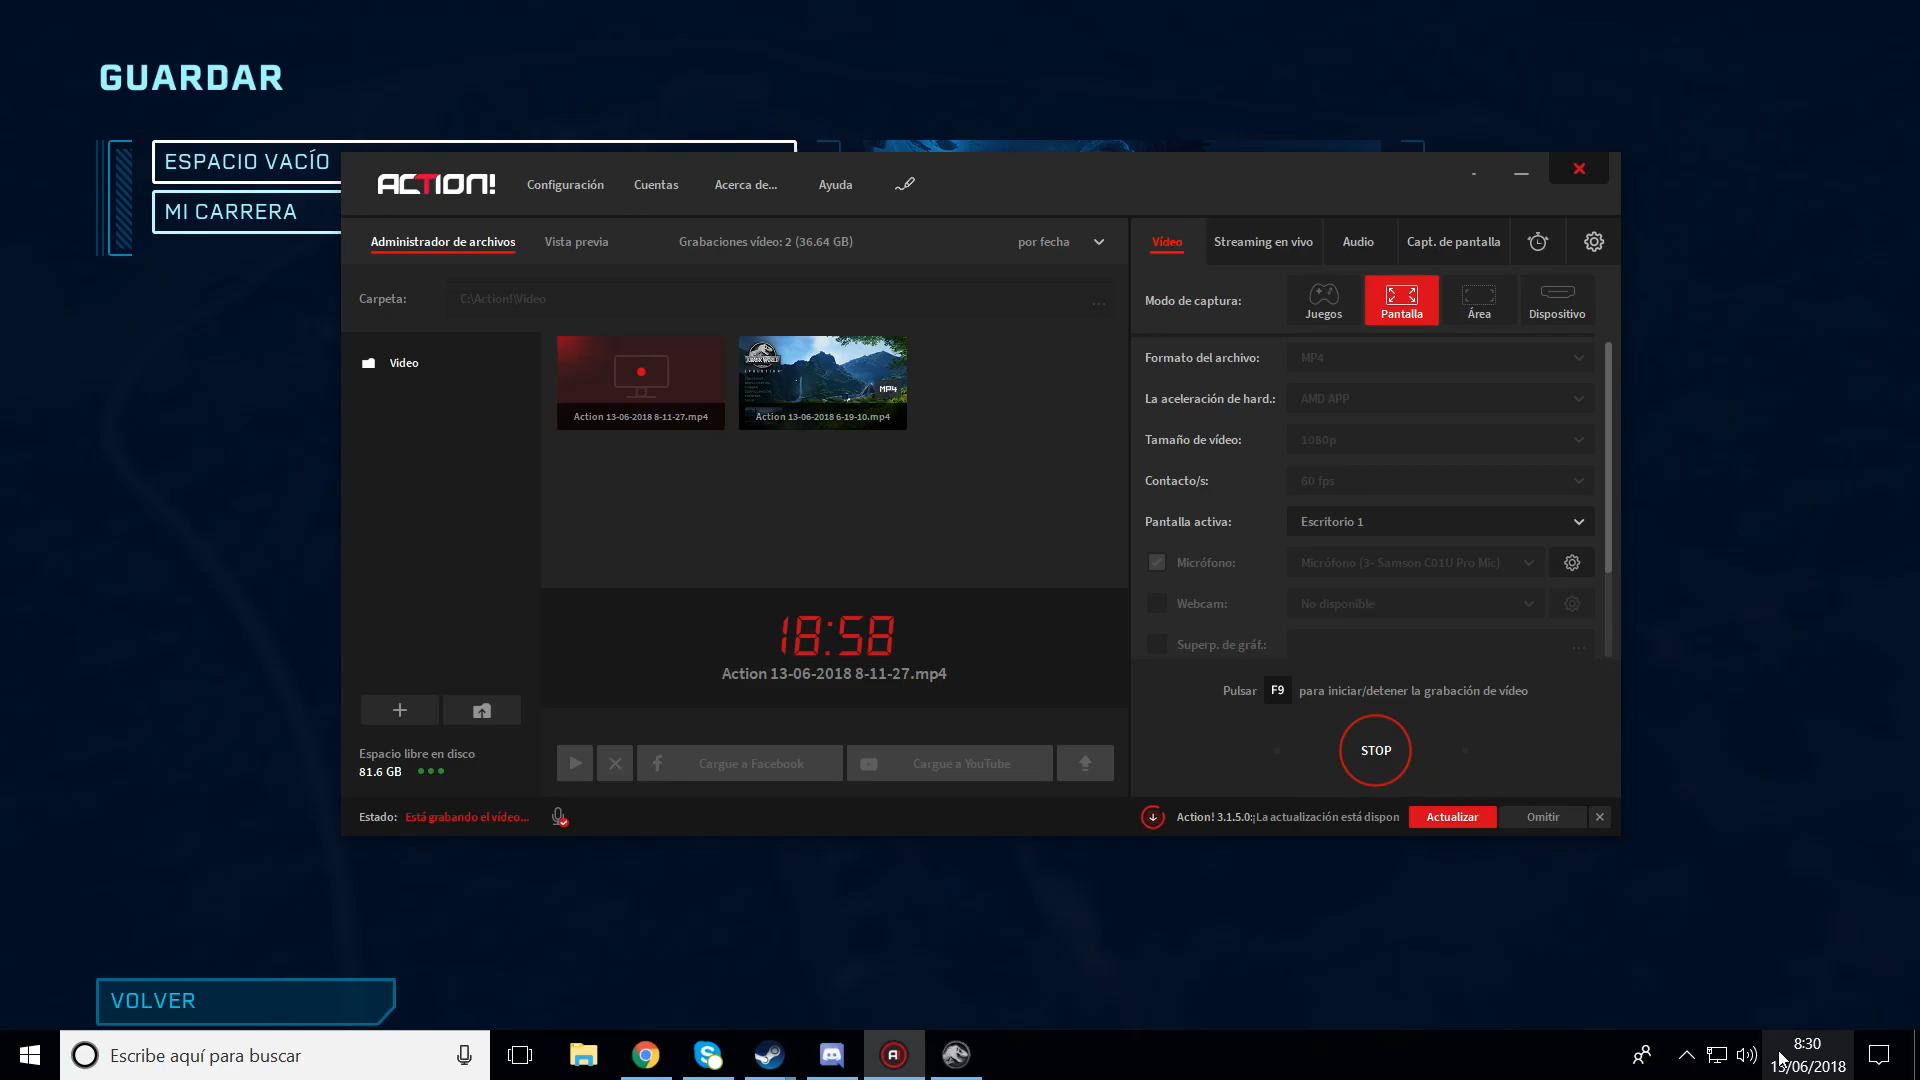 GUARDAR
ESPACIO VACÍO
MI CARRERA
ACTION!
Configuración
Cuentas
Acerca de...
Ayuda
Administrador de archivos
Vista previa
Grabaciones vídeo: 2 (36.64 GB)
por fecha
Carpeta:
C:\Action!\Video
...
Video
Action 13-06-2018 8-11-27.mp4
JURASSIC WORLD
EVOLUTION
MP4
Action 13-06-2018 6-19-10.mp4
18:58
Action 13-06-2018 8-11-27.mp4
Espacio libre en disco
81.6 GB
Cargue a Facebook
Cargue a YouTube
Estado: Está grabando el vídeo...
Vídeo
Streaming en vivo
Audio
Capt. de pantalla
Modo de captura:
Juegos
Pantalla
Área
Dispositivo
Formato del archivo:
MP4
La aceleración de hard.:
AMD APP
Tamaño de vídeo:
1080p
Contacto/s:
60 fps
Pantalla activa:
Escritorio 1
Micrófono:
Micrófono (3- Samson C01U Pro Mic)
Webcam:
No disponible
Superp. de gráf.:
...
Pulsar F9 para iniciar/detener la grabación de vídeo
STOP
Action! 3.1.5.0:¡La actualización está dispon
Actualizar
Omitir
VOLVER
Escribe aquí para buscar
8:30
13/06/2018